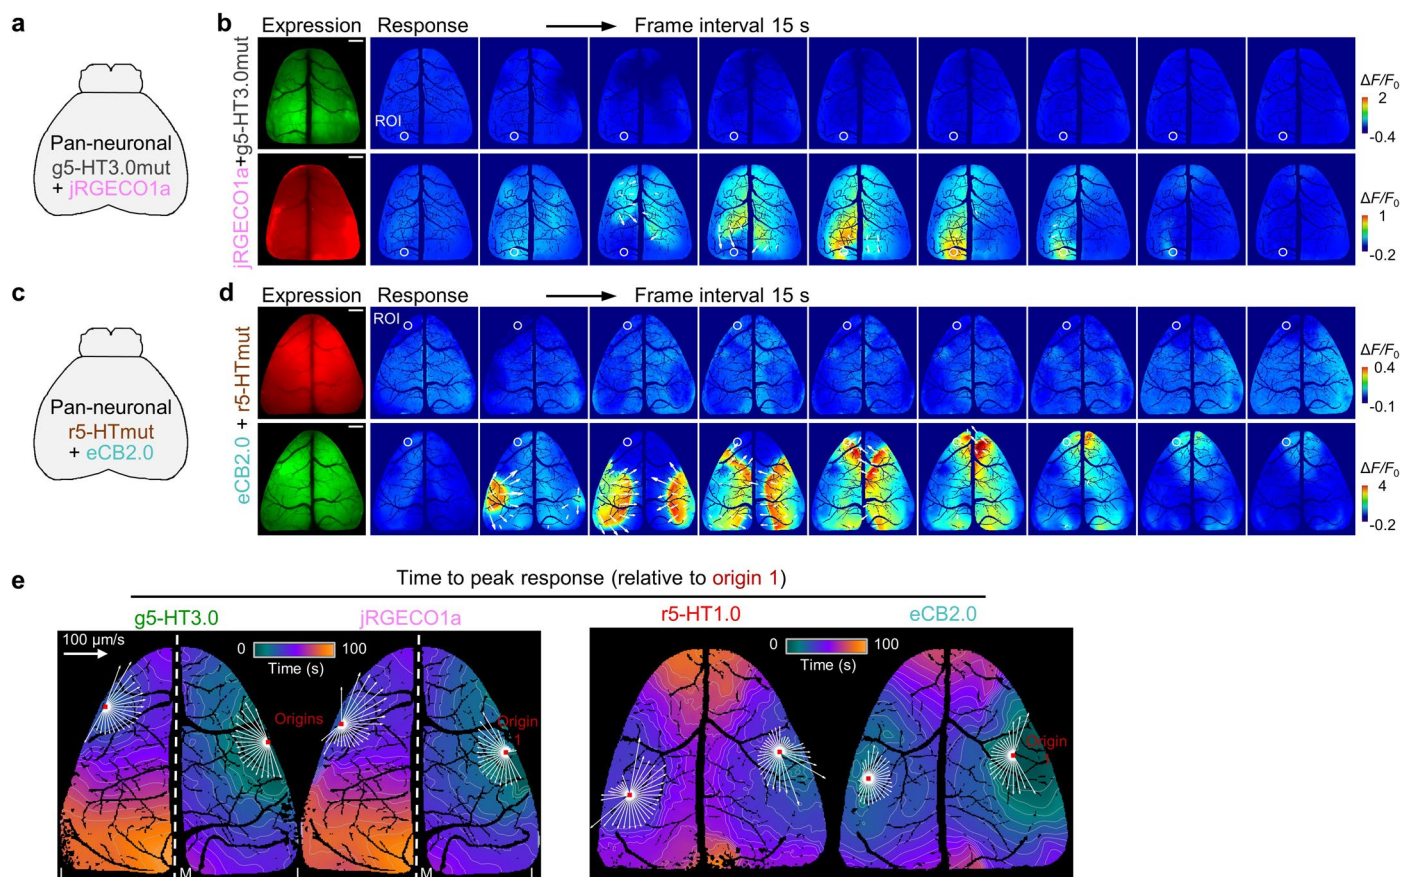 a
Pan-neuronal
g5-HT3.0mut
+ jRGECO1a
b
Expression
Response
Frame interval 15 s
jRGECO1a+g5-HT3.0mut
ROI
ΔF/F0
2
-0.4
ΔF/F0
1
-0.2
c
Pan-neuronal
r5-HTmut
+ eCB2.0
d
Expression
Response
Frame interval 15 s
eCB2.0 + r5-HTmut
ROI
ΔF/F0
0.4
-0.1
ΔF/F0
4
-0.2
e
Time to peak response (relative to origin 1)
g5-HT3.0
jRGECO1a
r5-HT1.0
eCB2.0
100 µm/s
0
100
Time (s)
Origins
Origin
1
0
100
Time (s)
Origin
L
M
L
M
L